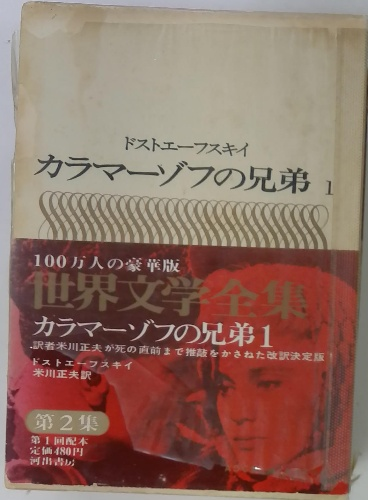 ドストエーフスキイ
カラマーゾフの兄弟 1
100万人の豪華版
世界文学全集
カラマーゾフの兄弟1
訳者米川正夫が死の直前まで推敲をかさねた改訳決定版
ドストエーフスキイ
米川正夫訳
第2集
第1回配本
定価480円
河出書房